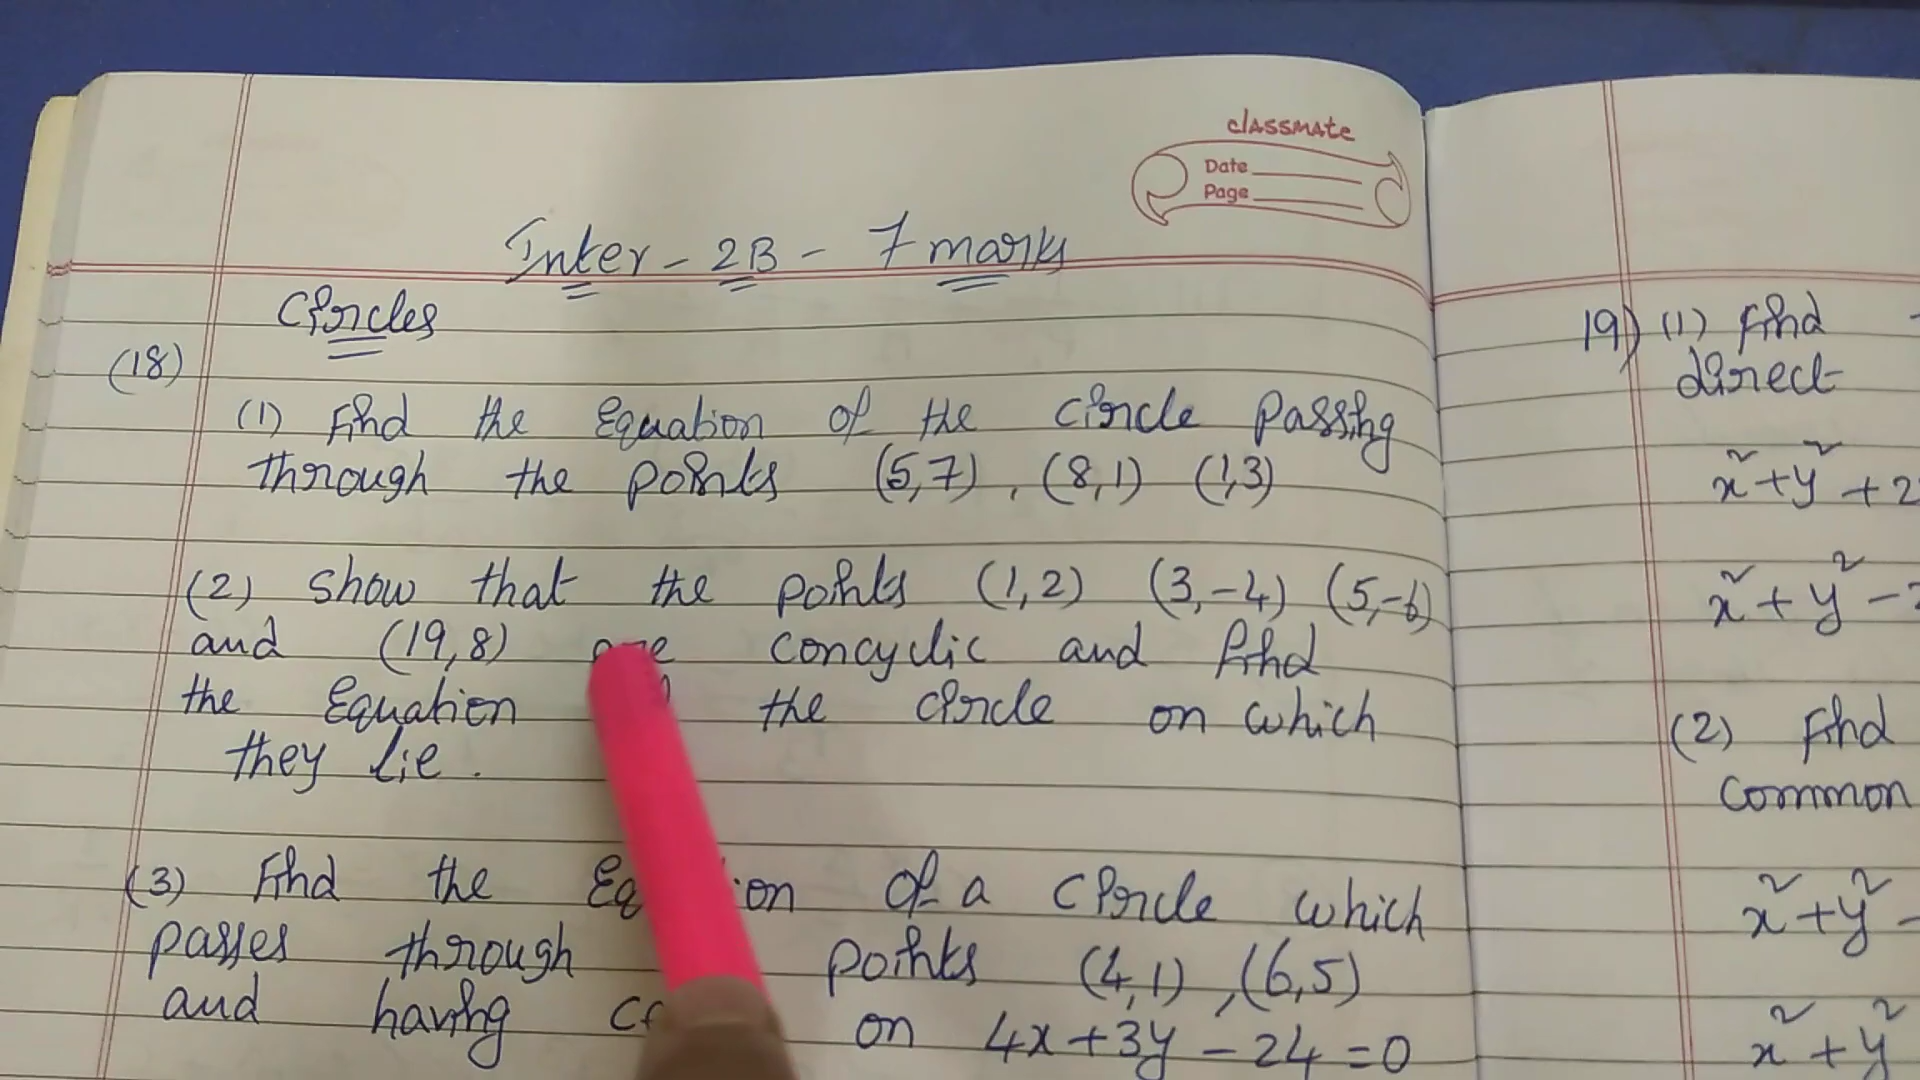 classmate
Date
Page
Inter - 2B - 7 marks
Circles
(18)
(1) Find the Equation of the circle passing
through the points (5,7), (8,1) (1,3)
(2) Show that the points (1,2) (3,-4) (5,-6)
and (19,8) are concyclic and find
the Equation the circle on which
they lie.
(3) Find the of a circle which
passes through points (4,1), (6,5)
and having on 4x+3y-24=0
19) (1) Find
direct
x²+y²+2
x²+y²-
(2) Find
common
x²+y²-
x²+y²